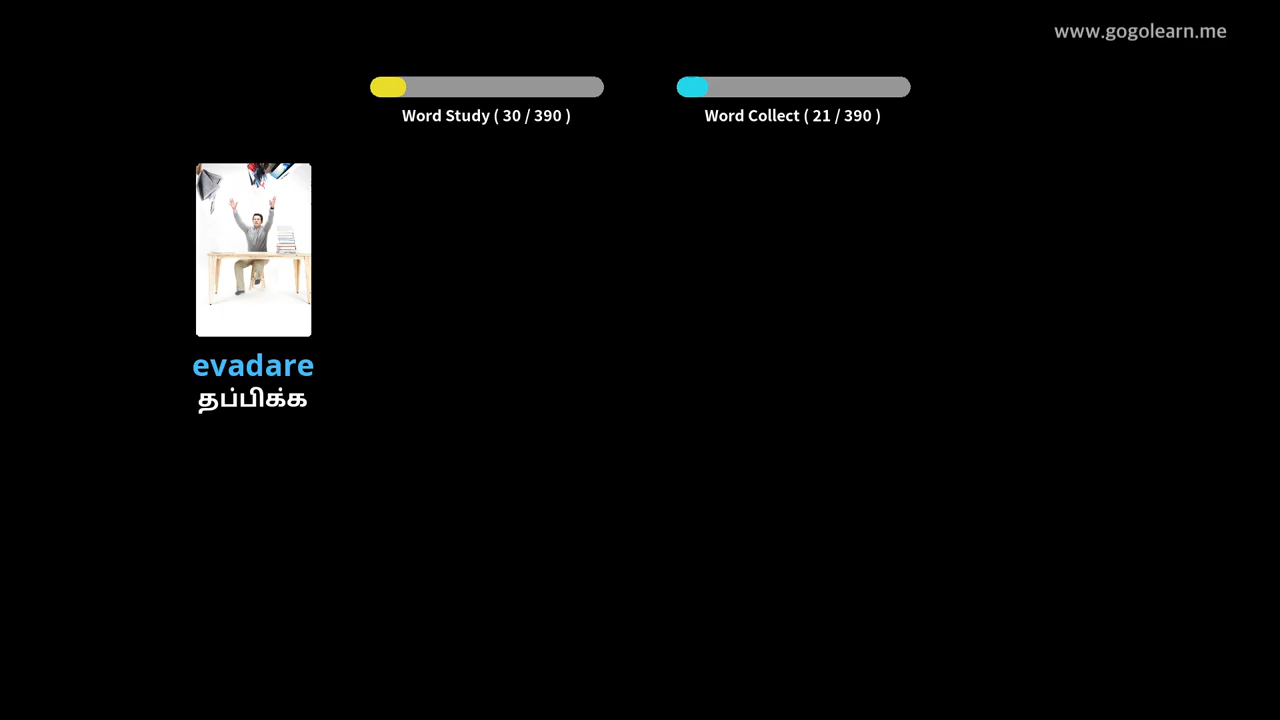 www.gogolearn.me
Word Study ( 30 / 390 )
Word Collect ( 21 / 390 )
evadare
தப்பிக்க